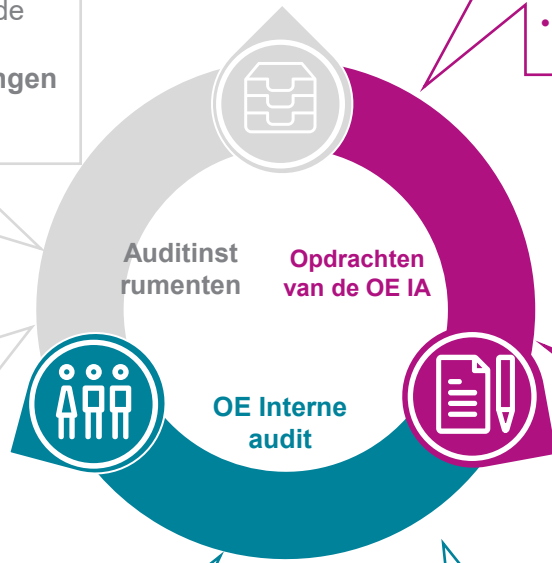 de
ngen
Auditinst
rumenten
Opdrachten
van de OE IA
OE Interne
audit